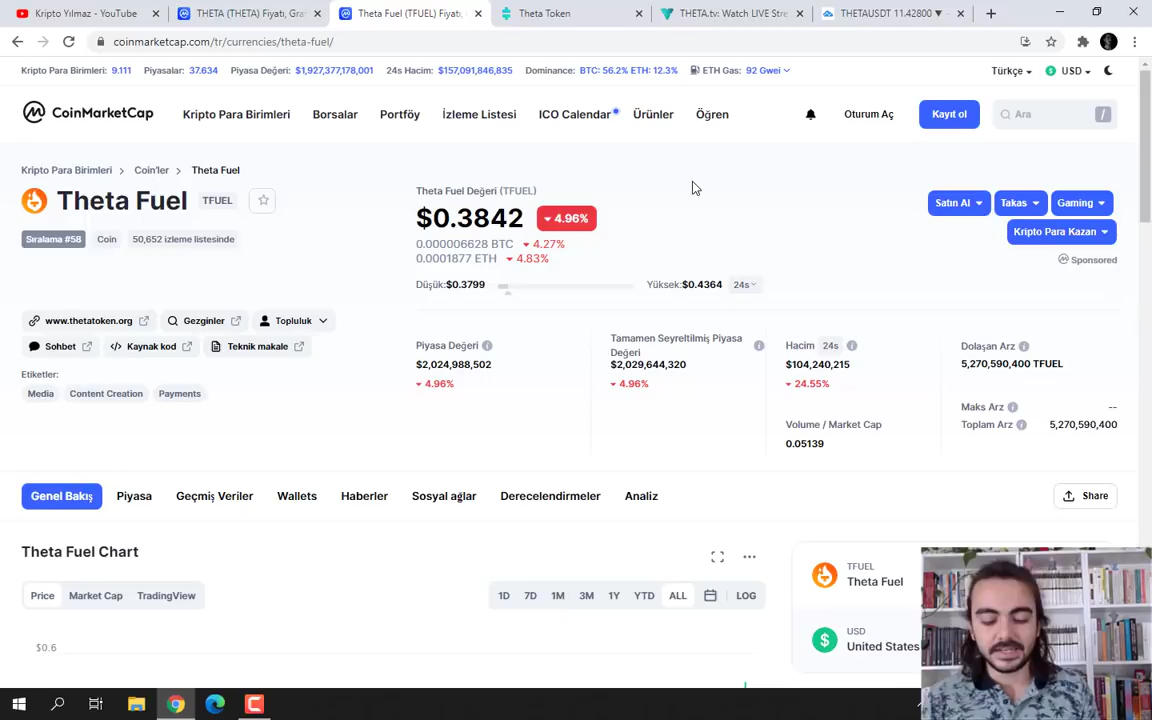 Kripto Yılmaz - YouTube
THETA (THETA) Fiyatı, Graf
Theta Fuel (TFUEL) Fiyatı,
Theta Token
THETA.tv: Watch LIVE Stre
THETAUSDT 11.42800 ▼
coinmarketcap.com/tr/currencies/theta-fuel/
Kripto Para Birimleri: 9.111 Piyasalar: 37.634 Piyasa Değeri: $1,927,377,178,001 24s Hacim: $157,091,846,835 Dominance: BTC: 56.2% ETH: 12.3% ETH Gas: 92 Gwei Türkçe USD
CoinMarketCap Kripto Para Birimleri Borsalar Portföy İzleme Listesi ICO Calendar Ürünler Öğren Oturum Aç Kayıt ol Ara /
Kripto Para Birimleri > Coin'ler > Theta Fuel
Theta Fuel TFUEL
Sıralama #58 Coin 50,652 izleme listesinde
Theta Fuel Değeri (TFUEL)
$0.3842 4.96%
0.000006628 BTC 4.27%
0.0001877 ETH 4.83%
Düşük:$0.3799 Yüksek:$0.4364 24s
Satın Al Takas Gaming
Kripto Para Kazan
Sponsored
www.thetatoken.org Gezginler Topluluk
Sohbet Kaynak kod Teknik makale
Etiketler:
Media Content Creation Payments
Piyasa Değeri
$2,024,988,502
4.96%
Tamamen Seyreltilmiş Piyasa
Değeri
$2,029,644,320
4.96%
Hacim 24s
$104,240,215
24.55%
Volume / Market Cap
0.05139
Dolaşan Arz
5,270,590,400 TFUEL
Maks Arz --
Toplam Arz 5,270,590,400
Genel Bakış Piyasa Geçmiş Veriler Wallets Haberler Sosyal ağlar Derecelendirmeler Analiz Share
Theta Fuel Chart
Price Market Cap TradingView 1D 7D 1M 3M 1Y YTD ALL LOG
$0.6
TFUEL
Theta Fuel
USD
United States